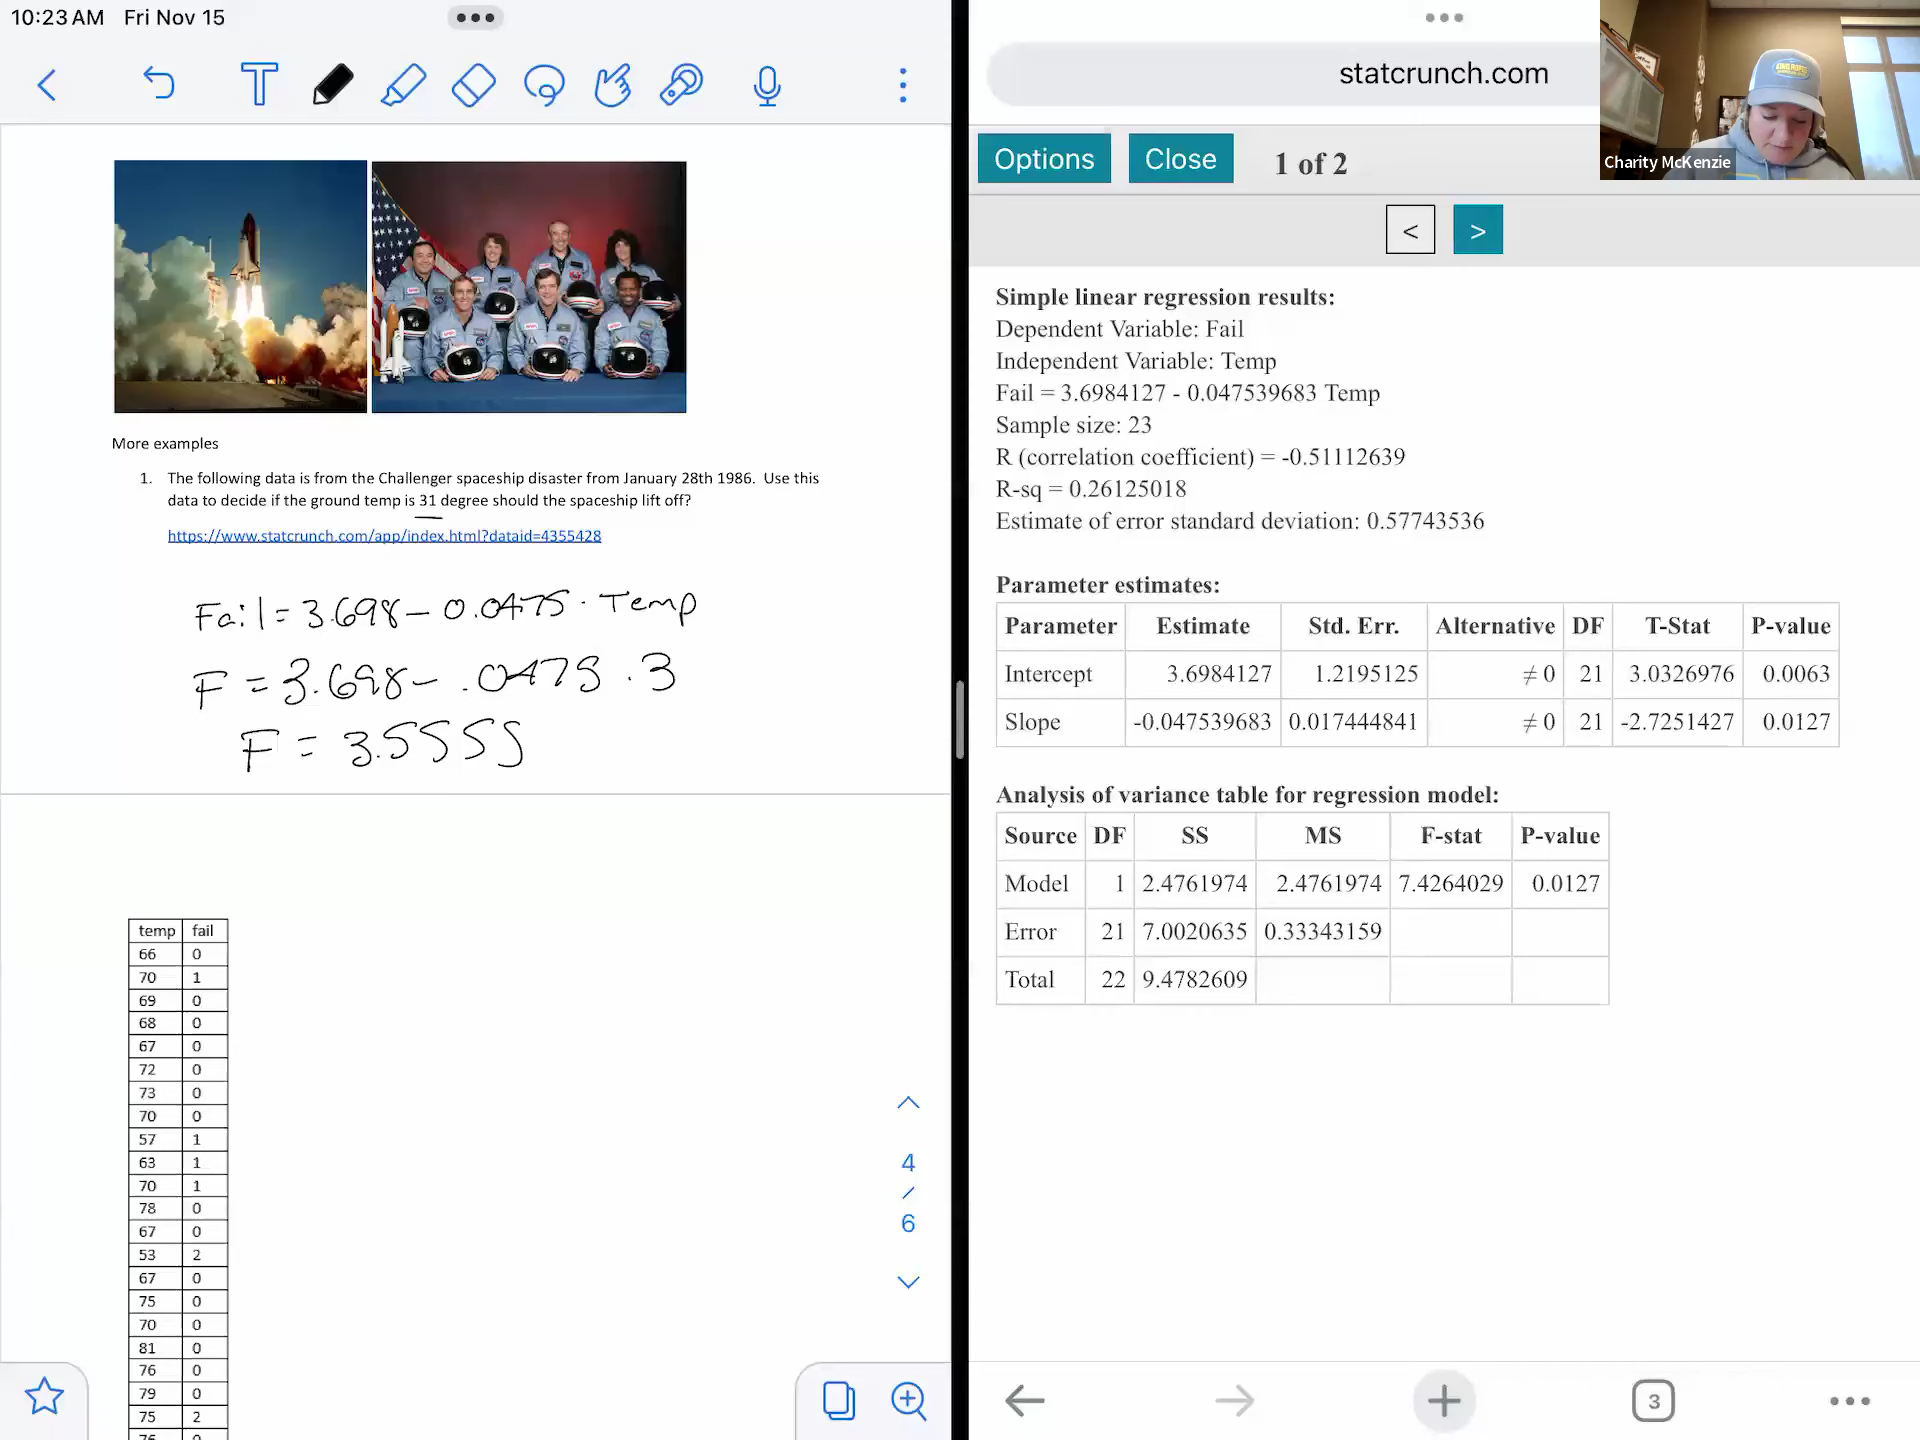 10:23 AM Fri Nov 15
statcrunch.com
Charity McKenzie
Options Close 1 of 2
< >
More examples
1. The following data is from the Challenger spaceship disaster from January 28th 1986. Use this
data to decide if the ground temp is 31 degree should the spaceship lift off?
https://www.statcrunch.com/app/index.html?dataid=4355428
Fail = 3.698 - 0.0475 · Temp
F = 3.698 - .0475 · 3
F = 3.5555
temp fail
66 0
70 1
69 0
68 0
67 0
72 0
73 0
70 0
57 1
63 1
70 1
78 0
67 0
53 2
67 0
75 0
70 0
81 0
76 0
79 0
75 2
76 0
4
/
6
Simple linear regression results:
Dependent Variable: Fail
Independent Variable: Temp
Fail = 3.6984127 - 0.047539683 Temp
Sample size: 23
R (correlation coefficient) = -0.51112639
R-sq = 0.26125018
Estimate of error standard deviation: 0.57743536
Parameter estimates:
Parameter Estimate Std. Err. Alternative DF T-Stat P-value
Intercept 3.6984127 1.2195125 ≠ 0 21 3.0326976 0.0063
Slope -0.047539683 0.017444841 ≠ 0 21 -2.7251427 0.0127
Analysis of variance table for regression model:
Source DF SS MS F-stat P-value
Model 1 2.4761974 2.4761974 7.4264029 0.0127
Error 21 7.0020635 0.33343159
Total 22 9.4782609
3